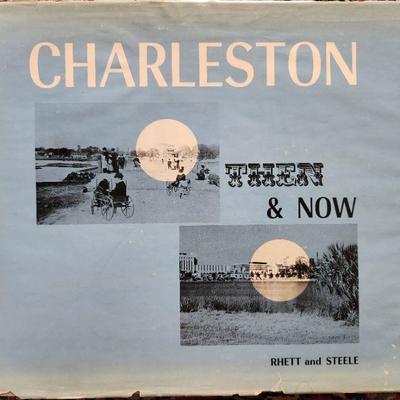 CHARLESTON
THEN
& NOW
RHETT and STEELE